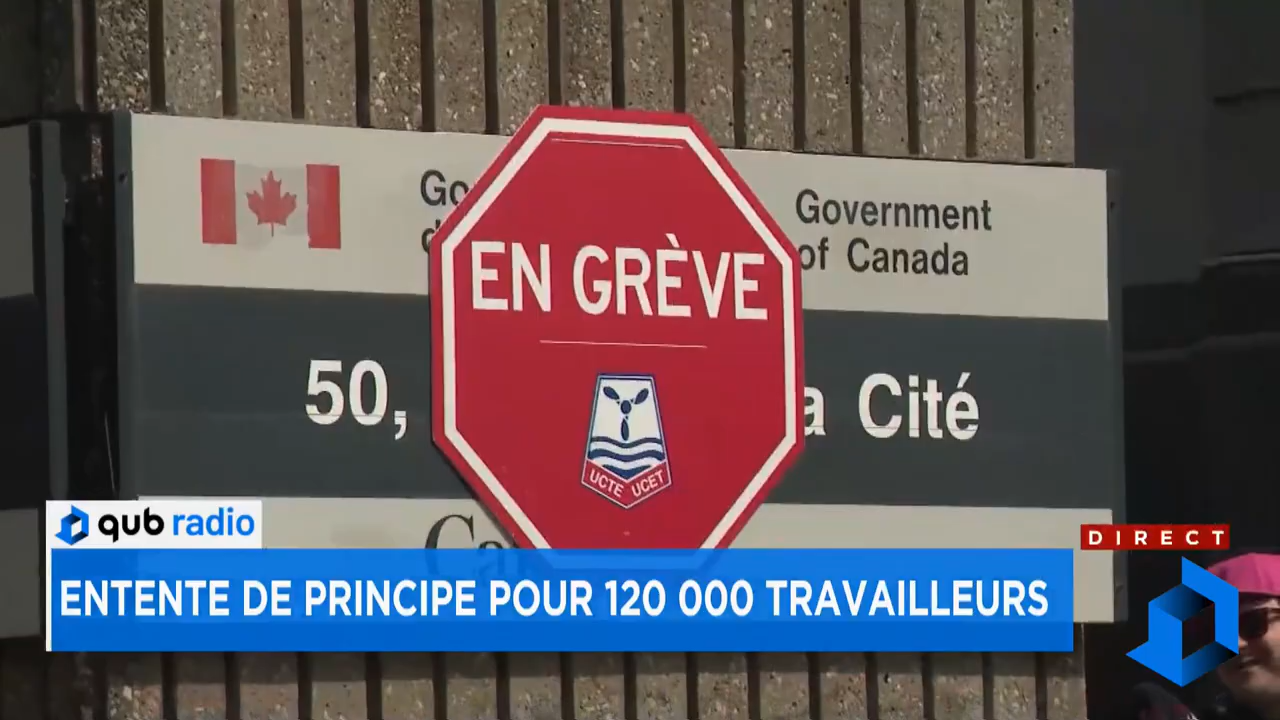 Government
of Canada
EN GRÈVE
50,
Cité
UCTE UCET
qub radio
DIRECT
ENTENTE DE PRINCIPE POUR 120 000 TRAVAILLEURS